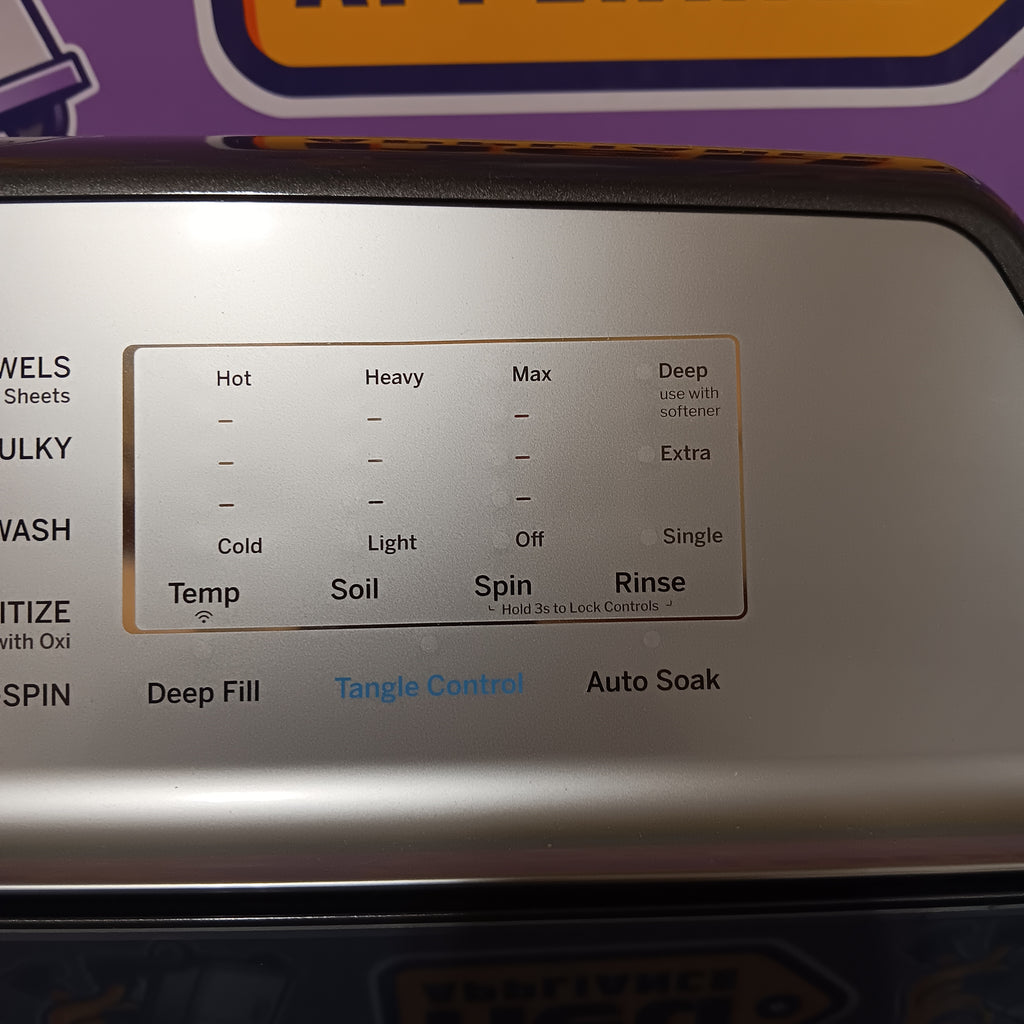 WELS
Sheets
ULKY
WASH
ITIZE
with Oxi
-SPIN
Hot Heavy Max Deep
use with
softener
Extra
Cold Light Off Single
Temp Soil Spin Rinse
Hold 3s to Lock Controls
Deep Fill Tangle Control Auto Soak